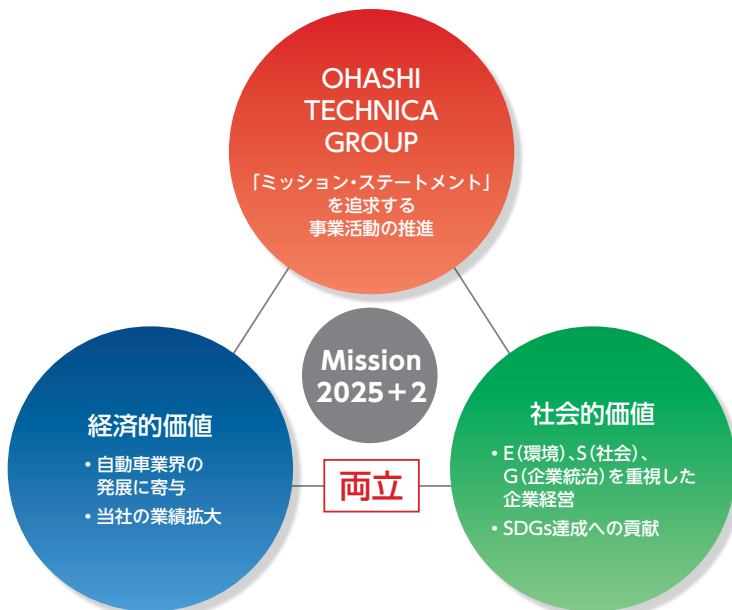 OHASHI
TECHNICA
GROUP
「ミッション・ステートメント」
を追求する
事業活動の推進
Mission
2025+2
経済的価値
・自動車業界の
発展に寄与
・当社の業績拡大
両立
社会的価値
・E(環境)、S(社会)、
G(企業統治)を重視した
企業経営
・SDGs達成への貢献